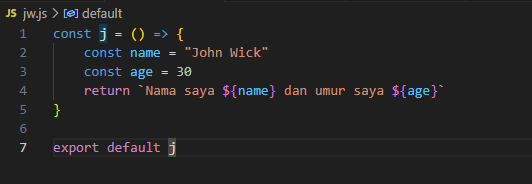 JS jw.js > default
1 const j = () => {
2     const name = "John Wick"
3     const age = 30
4     return `Nama saya ${name} dan umur saya ${age}`
5 }
6
7 export default j